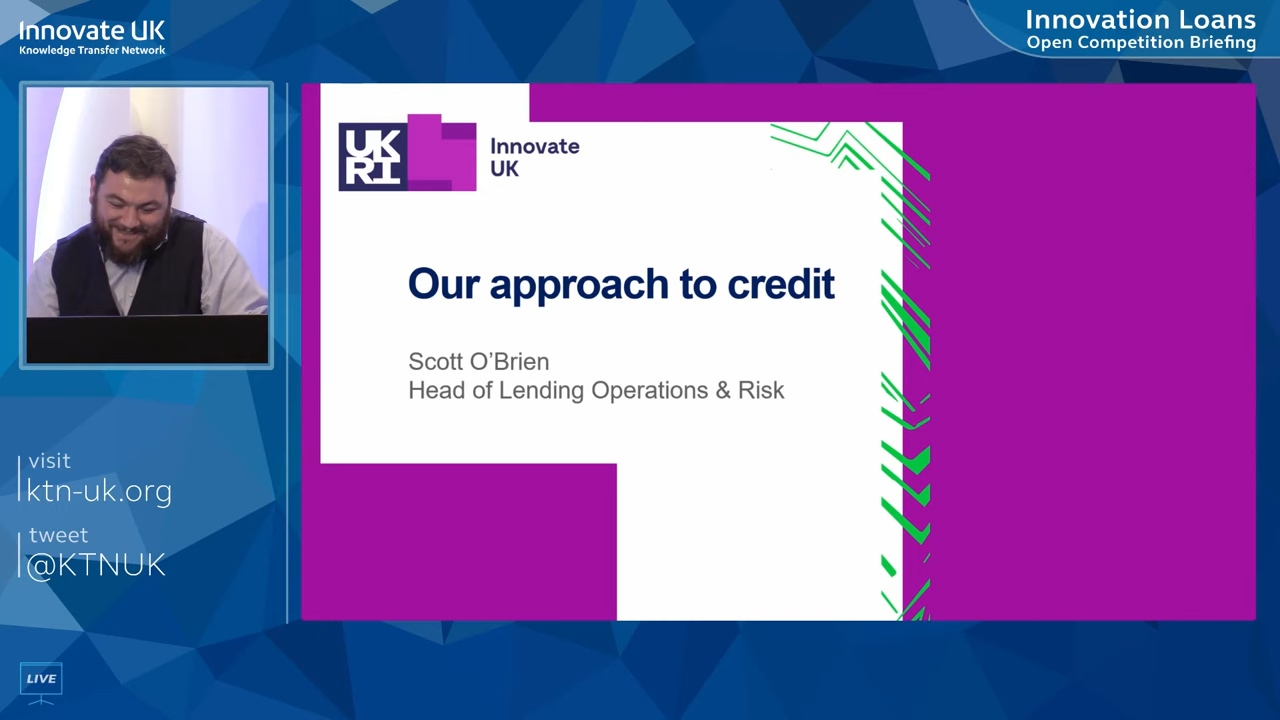 Innovate UK
Knowledge Transfer Network
Innovation Loans
Open Competition Briefing
UK
RI
Innovate
UK
Our approach to credit
Scott O’Brien
Head of Lending Operations & Risk
visit
ktn-uk.org
tweet
@KTNUK
LIVE